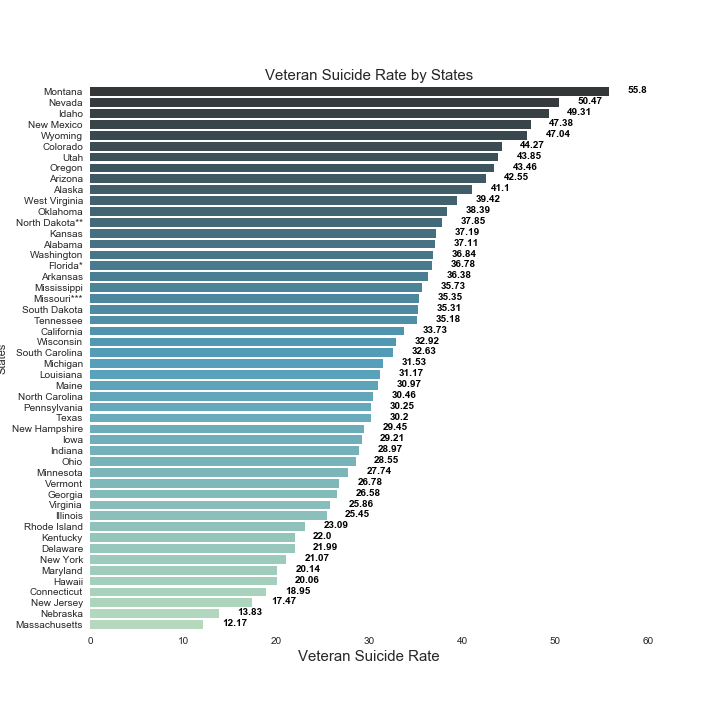 Veteran Suicide Rate by States
Montana 55.8
Nevada 50.47
Idaho 49.31
New Mexico 47.38
Wyoming 47.04
Colorado 44.27
Utah 43.85
Oregon 43.46
Arizona 42.55
Alaska 41.1
West Virginia 39.42
Oklahoma 38.39
North Dakota** 37.85
Kansas 37.19
Alabama 37.11
Washington 36.84
Florida* 36.78
Arkansas 36.38
Mississippi 35.73
Missouri*** 35.35
South Dakota 35.31
Tennessee 35.18
California 33.73
Wisconsin 32.92
South Carolina 32.63
Michigan 31.53
Louisiana 31.17
Maine 30.97
North Carolina 30.46
Pennsylvania 30.25
Texas 30.2
New Hampshire 29.45
Iowa 29.21
Indiana 28.97
Ohio 28.55
Minnesota 27.74
Vermont 26.78
Georgia 26.58
Virginia 25.86
Illinois 25.45
Rhode Island 23.09
Kentucky 22.0
Delaware 21.99
New York 21.07
Maryland 20.14
Hawaii 20.06
Connecticut 18.95
New Jersey 17.47
Nebraska 13.83
Massachusetts 12.17
States
0 10 20 30 40 50 60
Veteran Suicide Rate